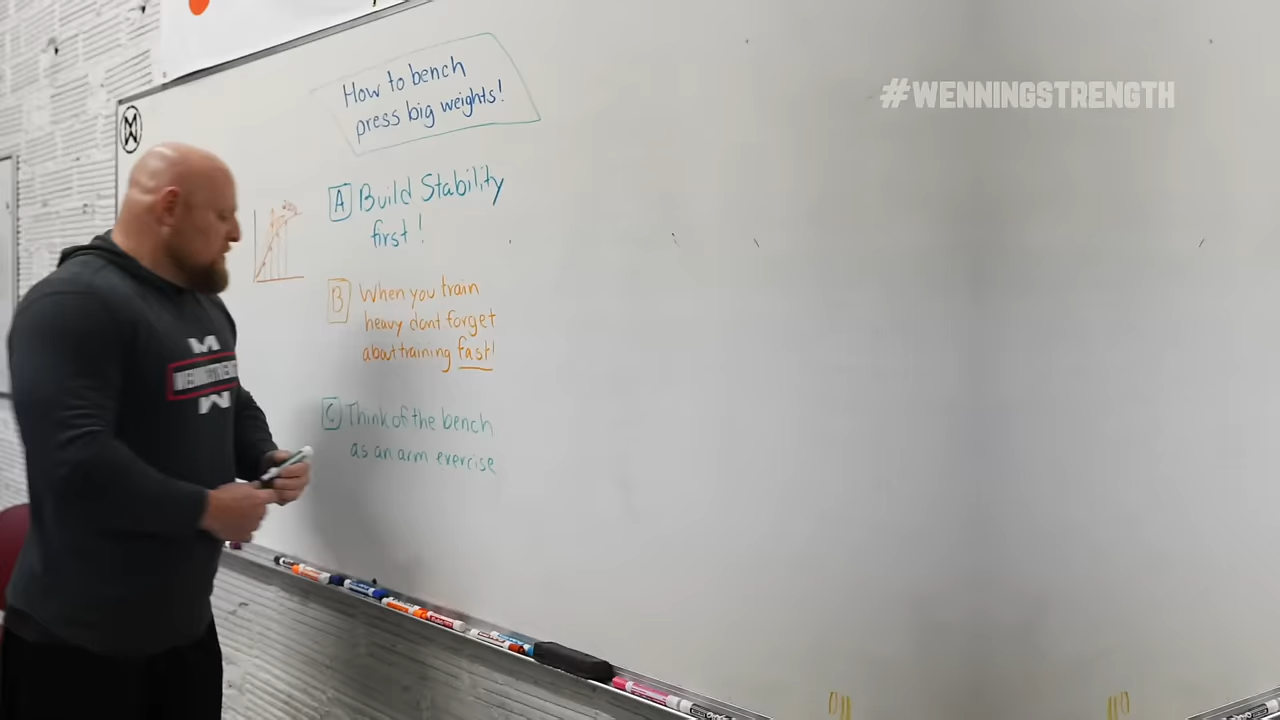 #WENNINGSTRENGTH
How to bench
press big weights!
A Build Stability
first!
B When you train
heavy dont forget
about training fast!
C Think of the bench
as an arm exercise